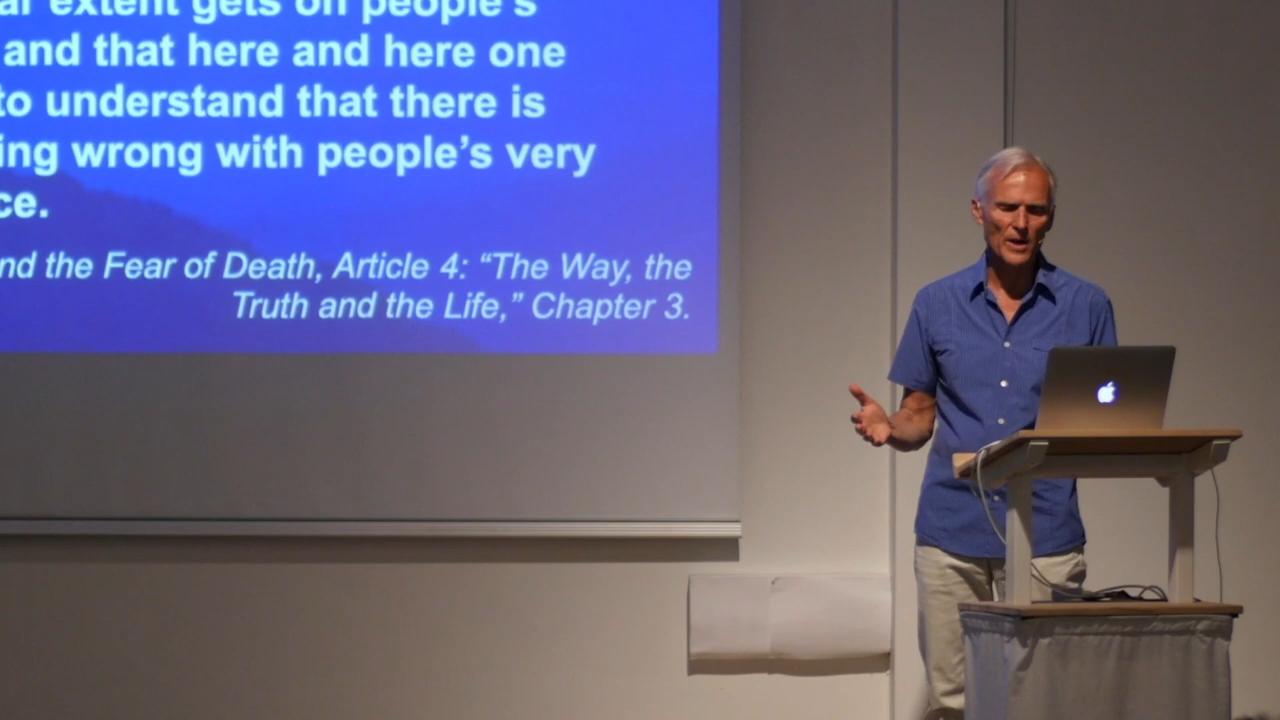 ar extent gets on people's
and that here and here one
to understand that there is
ing wrong with people's very
ce.
nd the Fear of Death, Article 4: “The Way, the
Truth and the Life,” Chapter 3.